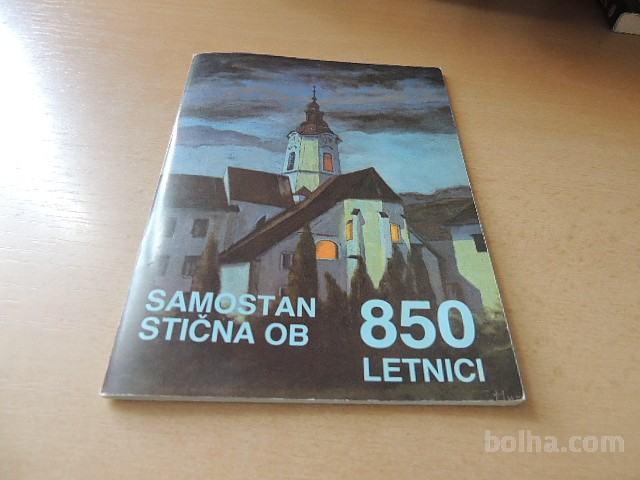 SAMOSTAN
STIČNA OB
850
LETNICI
bolha.com